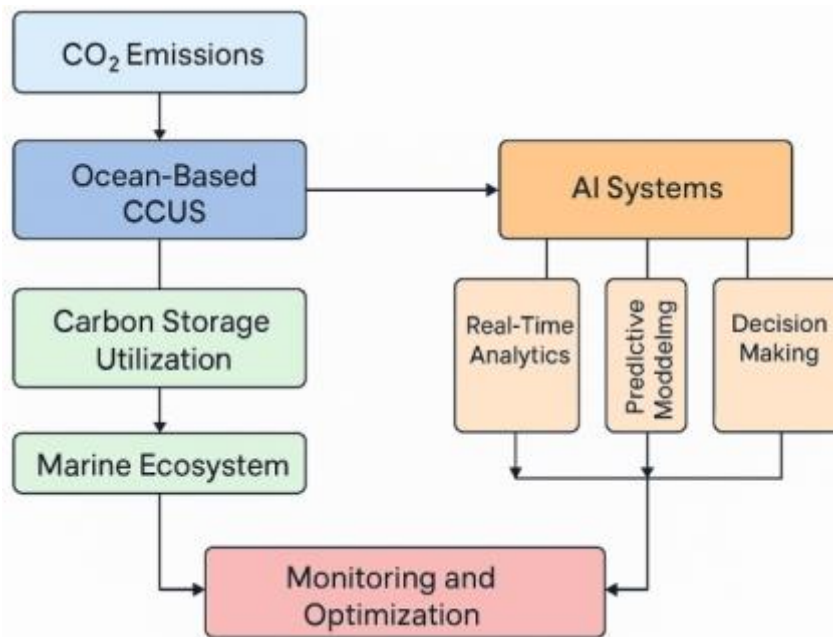 CO₂ Emissions
Ocean-Based
CCUS
AI Systems
Carbon Storage
Utilization
Real-Time
Analytics
Predictive
Moddelmg
Decision
Making
Marine Ecosystem
Monitoring and
Optimization